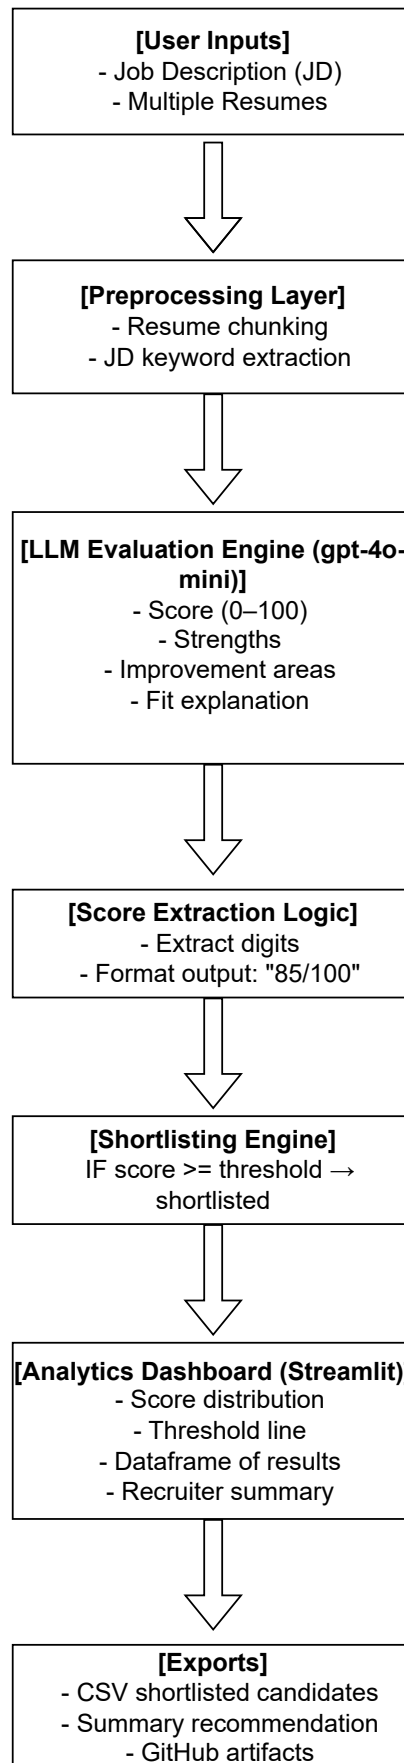 [User Inputs]
- Job Description (JD)
- Multiple Resumes
[Preprocessing Layer]
- Resume chunking
- JD keyword extraction
[LLM Evaluation Engine (gpt-4o-
mini)]
- Score (0–100)
- Strengths
- Improvement areas
- Fit explanation
[Score Extraction Logic]
- Extract digits
- Format output: "85/100"
[Shortlisting Engine]
IF score >= threshold →
shortlisted
[Analytics Dashboard (Streamlit)
- Score distribution
- Threshold line
- Dataframe of results
- Recruiter summary
[Exports]
- CSV shortlisted candidates
- Summary recommendation
- GitHub artifacts